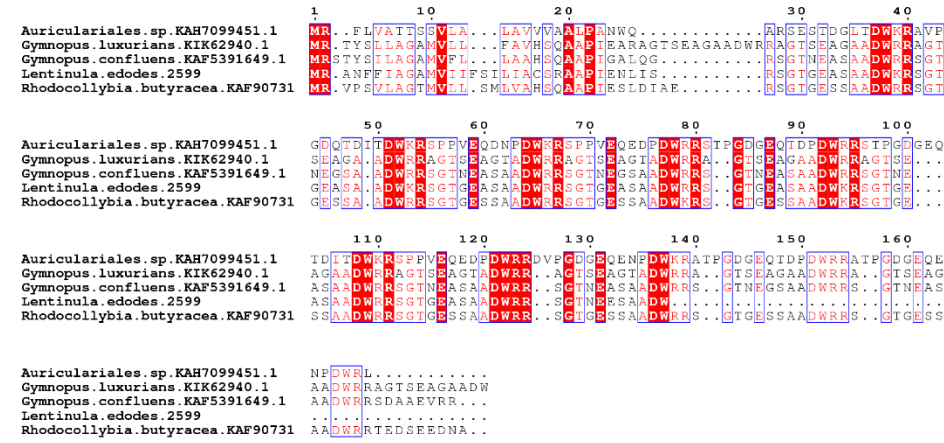 1 10 20 30 40
Auriculariales.sp.KAH7099451.1 MR..FLVATTSSVLA..LAVVVAALPANWQ.........ARSESTDGLTDWKRAVP
Gymnopus.luxurians.KIK62940.1 MR.TYSLLAGAMVLL...FAVHSQAAPIEARAGTSEAGAADWRRAGTSEAGAADWRRAGT
Gymnopus.confluens.KAF5391649.1 MRSTYSILAGAMVFL...LAAHSQAAPIGALQG.........RSGTNEASAADWRRSGT
Lentinula.edodes.2599 MR.ANFFIAGAMVIIFSILIACSRAAPIENLIS.........RSGTGEASAADWRRSGT
Rhodocollybia.butyracea.KAF90731 MR.VPSVLAGTMVLL.SMLVAHSQAAPIESLDIAE.......RSGTGESSAADWRRSGT
50 60 70 80 90 100
Auriculariales.sp.KAH7099451.1 GDQTDITDWKRSPPVEQDNPDWKRSPPVEQEDPDWRRSTPGDGEQTDPDWRRSTPGDGEQ
Gymnopus.luxurians.KIK62940.1 SEAGA.ADWRRAGTSEAGTADWRRAGTSEAGTADWRRA..GTSEAGAADWRRAGTSE...
Gymnopus.confluens.KAF5391649.1 NEGSA.ADWRRSGTNEASAADWRRSGTNEGSAADWRRS..GTNEASAADWRRSGTNE...
Lentinula.edodes.2599 GEASA.ADWRRSGTGEASAADWRRSGTGEASAADWRRS..GTGEASAADWRRSGTGE...
Rhodocollybia.butyracea.KAF90731 GESSA.ADWRRSGTGESSAADWRRSGTGESSAADWKRS..GTGESSAADWKRSGTGE...
110 120 130 140 150 160
Auriculariales.sp.KAH7099451.1 TDITDWKRSPPVEQEDPDWRRDVPGDGEQENPDWKRATPGDGEQTDPDWRRATPGDGEQE
Gymnopus.luxurians.KIK62940.1 AGAADWRRAGTSEAGTADWRR..AGTSEAGTADWRRA..GTSEAGAADWRRA..GTSEAG
Gymnopus.confluens.KAF5391649.1 ASAADWRRSGTNEASAADWRR..SGTNEASAADWRRS..GTNEGSAADWRRS..GTNEAS
Lentinula.edodes.2599 ASAADWRRSGTGEASAADWRR..SGTNEESAADW..........................
Rhodocollybia.butyracea.KAF90731 SSAADWRRSGTGESSAADWRR..SGTGESSAADWRRS..GTGESSAADWRRS..GTGESS
Auriculariales.sp.KAH7099451.1 NPDWRL...........
Gymnopus.luxurians.KIK62940.1 AADWRRAGTSEAGAADW
Gymnopus.confluens.KAF5391649.1 AADWRRSDAAEVRR...
Lentinula.edodes.2599 .................
Rhodocollybia.butyracea.KAF90731 AADWRRTEDSEEDNA..